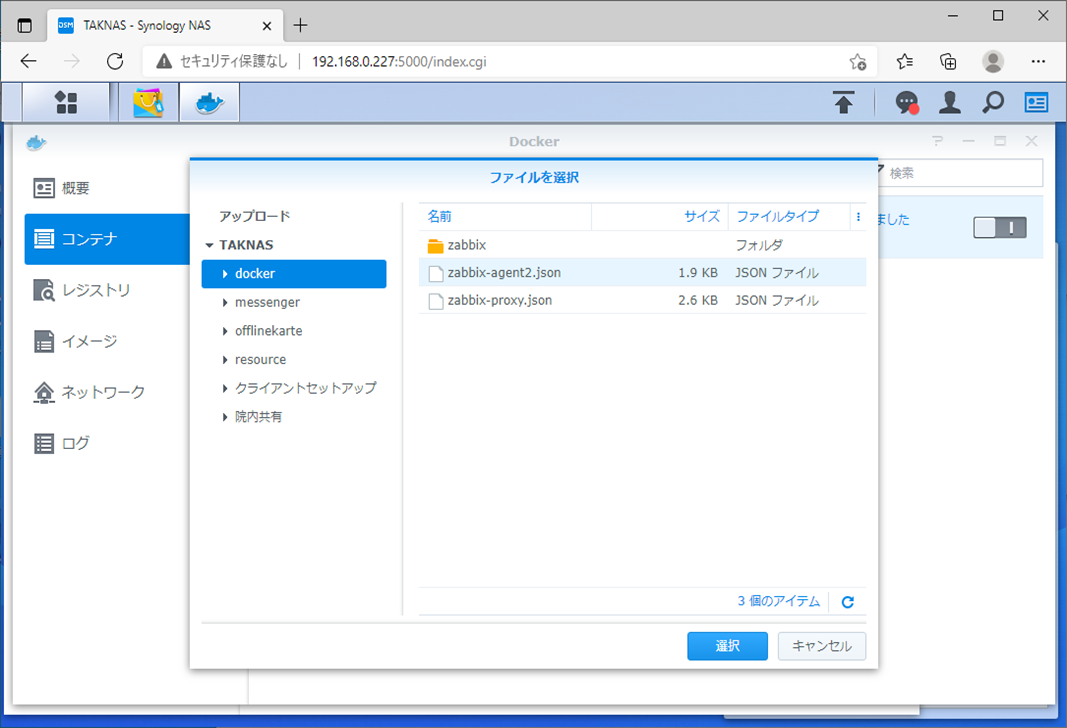 DSM TAKNAS - Synology NAS
セキュリティ保護なし 192.168.0.227:5000/index.cgi
Docker
検索
概要
コンテナ
レジストリ
イメージ
ネットワーク
ログ
ました
ファイルを選択
アップロード
TAKNAS
docker
messenger
offlinekarte
resource
クライアントセットアップ
院内共有
名前 サイズ ファイルタイプ
zabbix フォルダ
zabbix-agent2.json 1.9 KB JSON ファイル
zabbix-proxy.json 2.6 KB JSON ファイル
3 個のアイテム
選択 キャンセル